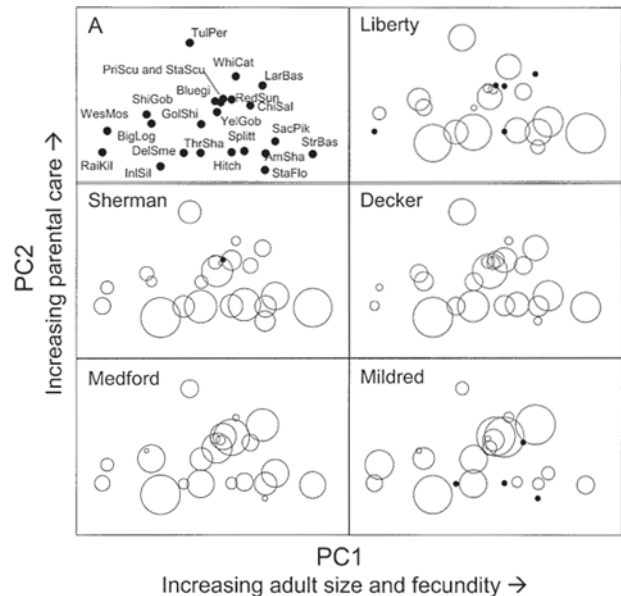 A
TulPer
WhiCat
PriScu and StaScu
LarBas
Bluegi
RedSun
ShiGob
ChiSal
WesMos
GolShi
YelGob
BigLog
SacPik
DelSme
ThrSha
Splitt
StrBas
RaiKil
Hitch
AmSha
InlSil
StaFlo
Liberty
Sherman
Decker
Medford
Mildred
PC2
Increasing parental care →
PC1
Increasing adult size and fecundity →